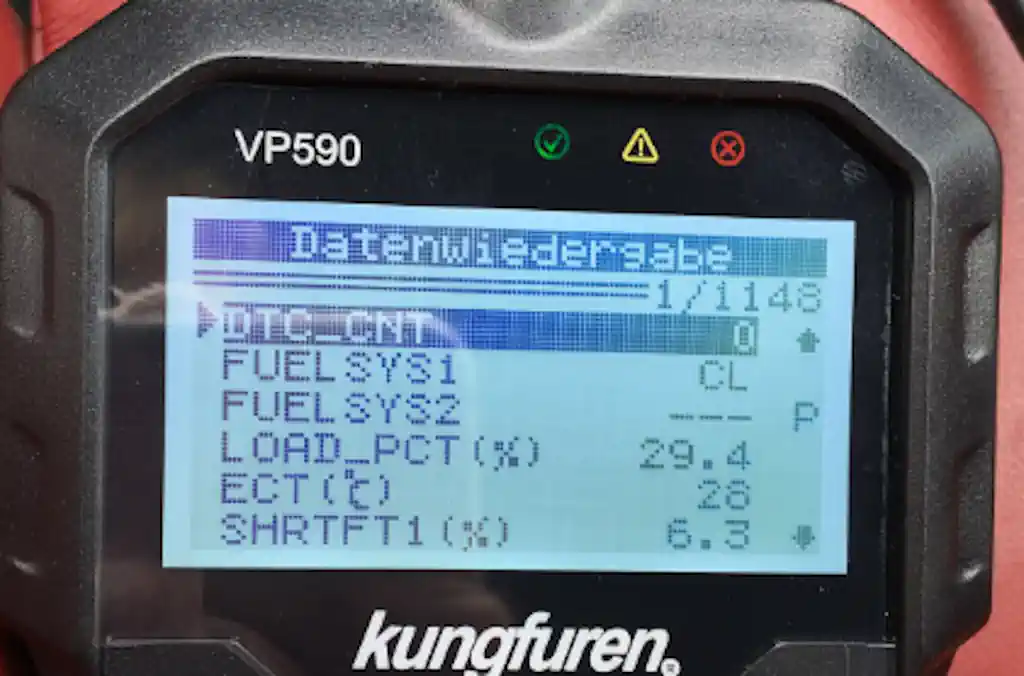 VP590
Datenwiedergabe
1/1148
DTC_CNT 0
FUELSYS1 CL
FUELSYS2 ----
LOAD_PCT(%) 29.4
ECT(℃) 28
SHRTFT1(%) 6.3
P
kungfuren®